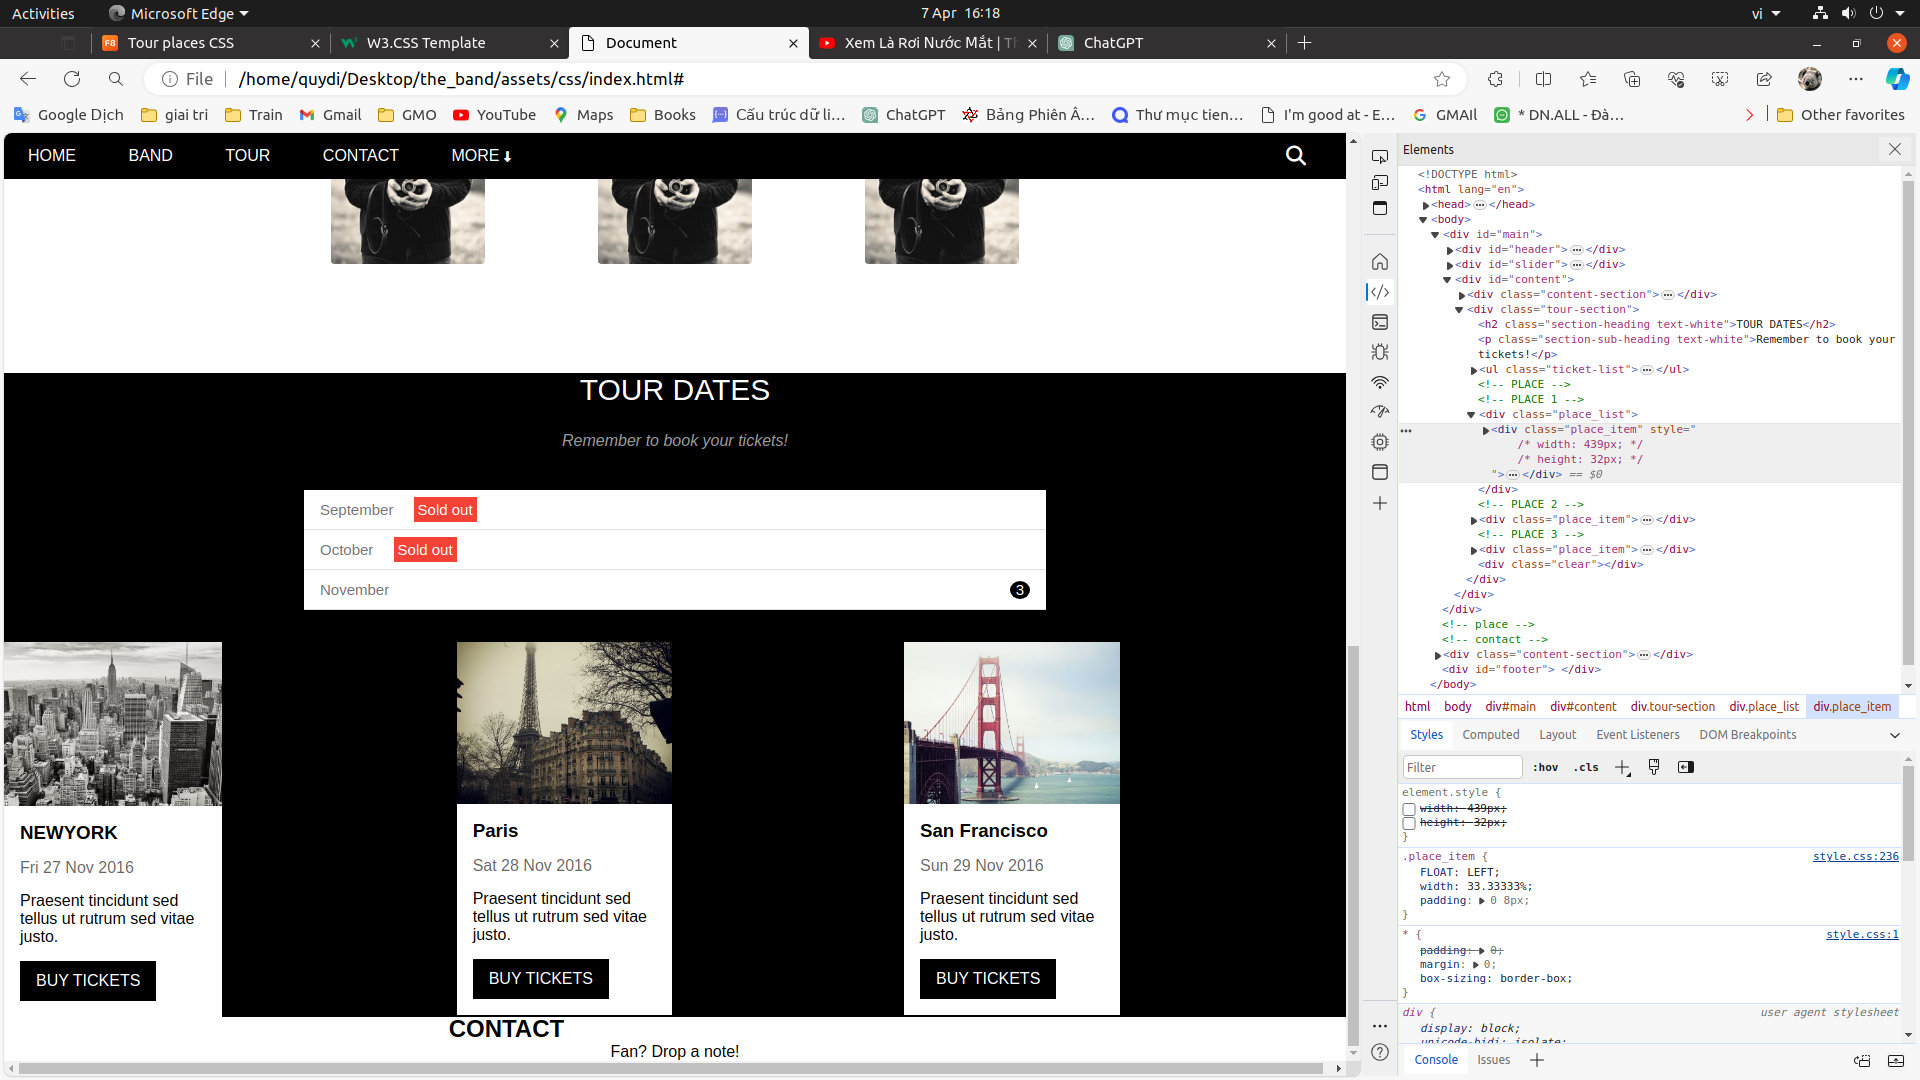 Activities
Microsoft Edge
7 Apr 16:18
vi
Tour places CSS
W3.CSS Template
Document
Xem Là Rơi Nước Mắt | Th
ChatGPT
File
/home/quydi/Desktop/the_band/assets/css/index.html#
Google Dịch
giai tri
Train
Gmail
GMO
YouTube
Maps
Books
Cấu trúc dữ li...
ChatGPT
Bảng Phiên Â...
Thư mục tien...
I'm good at - E...
GMAIl
* DN.ALL - Đà...
Other favorites
HOME
BAND
TOUR
CONTACT
MORE
TOUR DATES
Remember to book your tickets!
September
Sold out
October
Sold out
November
3
NEWYORK
Fri 27 Nov 2016
Praesent tincidunt sed
tellus ut rutrum sed vitae
justo.
BUY TICKETS
Paris
Sat 28 Nov 2016
Praesent tincidunt sed
tellus ut rutrum sed vitae
justo.
BUY TICKETS
San Francisco
Sun 29 Nov 2016
Praesent tincidunt sed
tellus ut rutrum sed vitae
justo.
BUY TICKETS
CONTACT
Fan? Drop a note!
Elements
<!DOCTYPE html>
<html lang="en">
<head>…</head>
<body>
<div id="main">
<div id="header">…</div>
<div id="slider">…</div>
<div id="content">
<div class="content-section">…</div>
<div class="tour-section">
<h2 class="section-heading text-white">TOUR DATES</h2>
<p class="section-sub-heading text-white">Remember to book your
tickets!</p>
<ul class="ticket-list">…</ul>
<!-- PLACE -->
<!-- PLACE 1 -->
<div class="place_list">
<div class="place_item" style="
/* width: 439px; */
/* height: 32px; */
">…</div> == $0
</div>
<!-- PLACE 2 -->
<div class="place_item">…</div>
<!-- PLACE 3 -->
<div class="place_item">…</div>
<div class="clear"></div>
</div>
</div>
</div>
<!-- place -->
<!-- contact -->
<div class="content-section">…</div>
<div id="footer"> </div>
</body>
html body div#main div#content div.tour-section div.place_list div.place_item
Styles Computed Layout Event Listeners DOM Breakpoints
Filter
:hov .cls
element.style {
width: 439px;
height: 32px;
}
.place_item {
style.css:236
FLOAT: LEFT;
width: 33.33333%;
padding: 0 8px;
}
* {
style.css:1
padding: 0;
margin: 0;
box-sizing: border-box;
}
div {
user agent stylesheet
display: block;
unicode-bidi: isolate;
Console
Issues